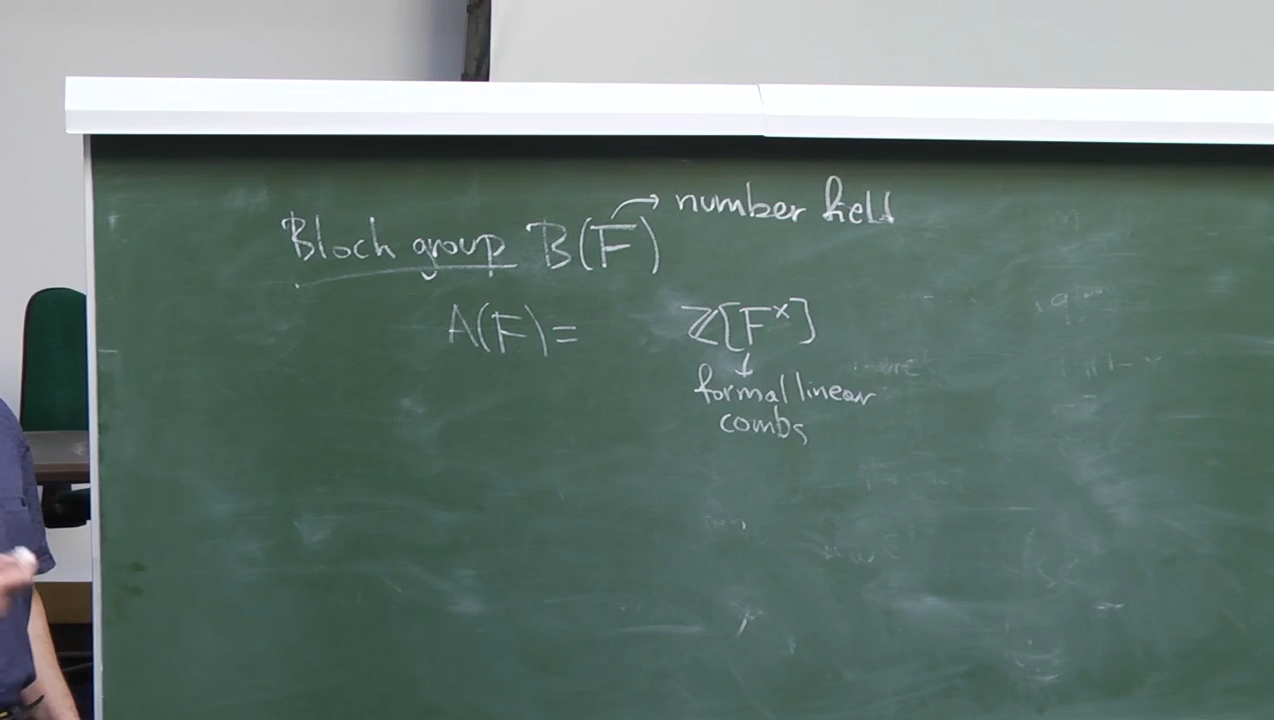 Bloch group B(F) → number field
A(F) = ℤ[F^×]
↓
formal linear
combs